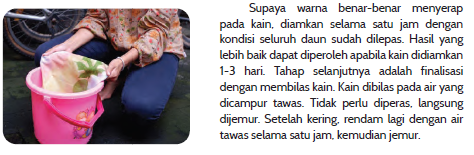 Supaya warna benar-benar menyerap
pada kain, diamkan selama satu jam dengan
kondisi seluruh daun sudah dilepas. Hasil yang
lebih baik dapat diperoleh apabila kain didiamkan
1-3 hari. Tahap selanjutnya adalah finalisasi
dengan membilas kain. Kain dibilas pada air yang
dicampur tawas. Tidak perlu diperas, langsung
dijemur. Setelah kering, rendam lagi dengan air
tawas selama satu jam, kemudian jemur.